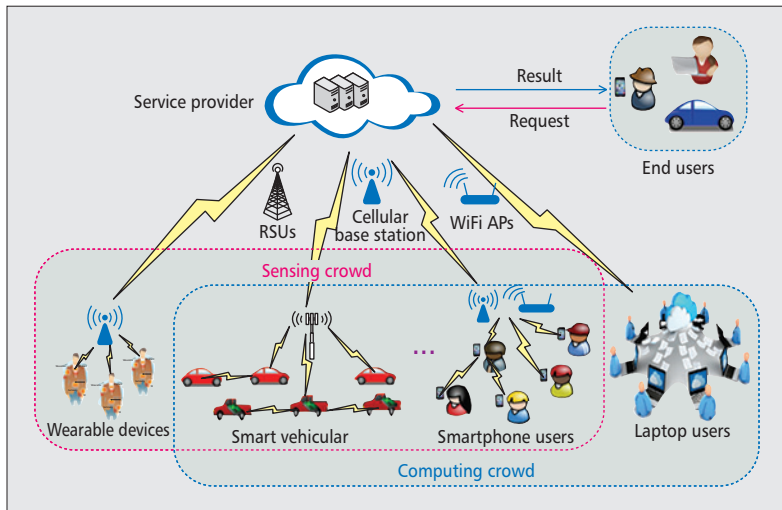 Result
Service provider
Request
End users
RSUs
Cellular
base station
WiFi APs
Sensing crowd
...
Wearable devices
Smart vehicular
Smartphone users
Laptop users
Computing crowd